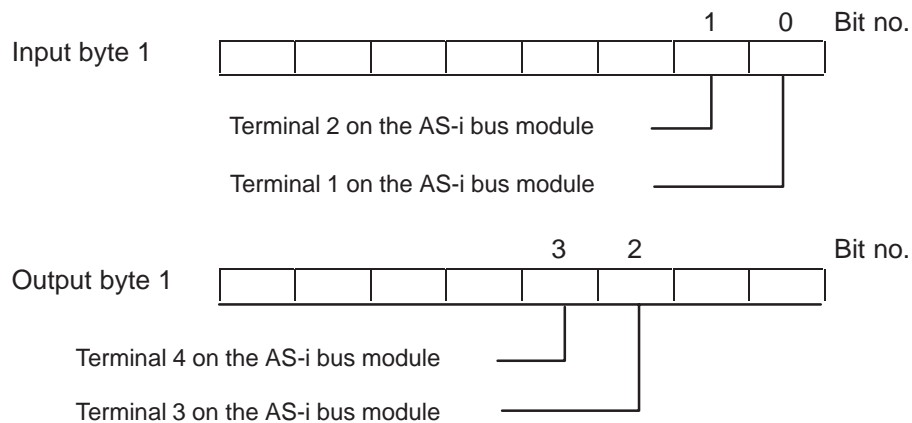 1 0 Bit no.
Input byte 1
Terminal 2 on the AS-i bus module
Terminal 1 on the AS-i bus module
3 2 Bit no.
Output byte 1
Terminal 4 on the AS-i bus module
Terminal 3 on the AS-i bus module